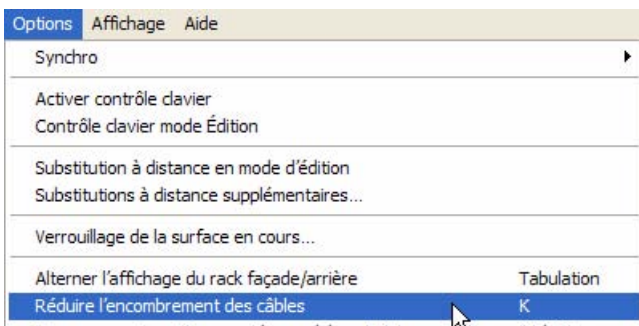 Options Affichage Aide
Synchro
Activer contrôle clavier
Contrôle clavier mode Édition
Substitution à distance en mode d'édition
Substitutions à distance supplémentaires...
Verrouillage de la surface en cours...
Alterner l'affichage du rack façade/arrière Tabulation
Réduire l'encombrement des câbles K